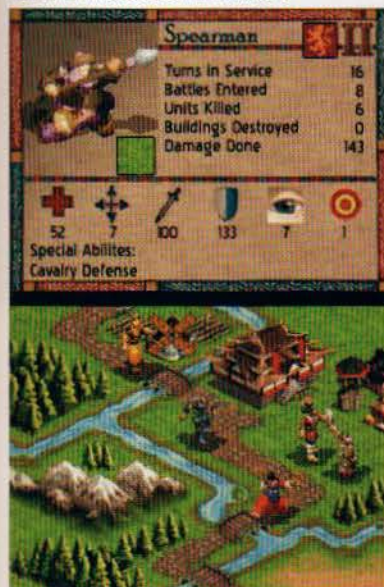 Spearman II
Turns in Service 16
Battles Entered 8
Units Killed 6
Buildings Destroyed 0
Damage Done 143
52 7 100 133 7 1
Special Abilites:
Cavalry Defense